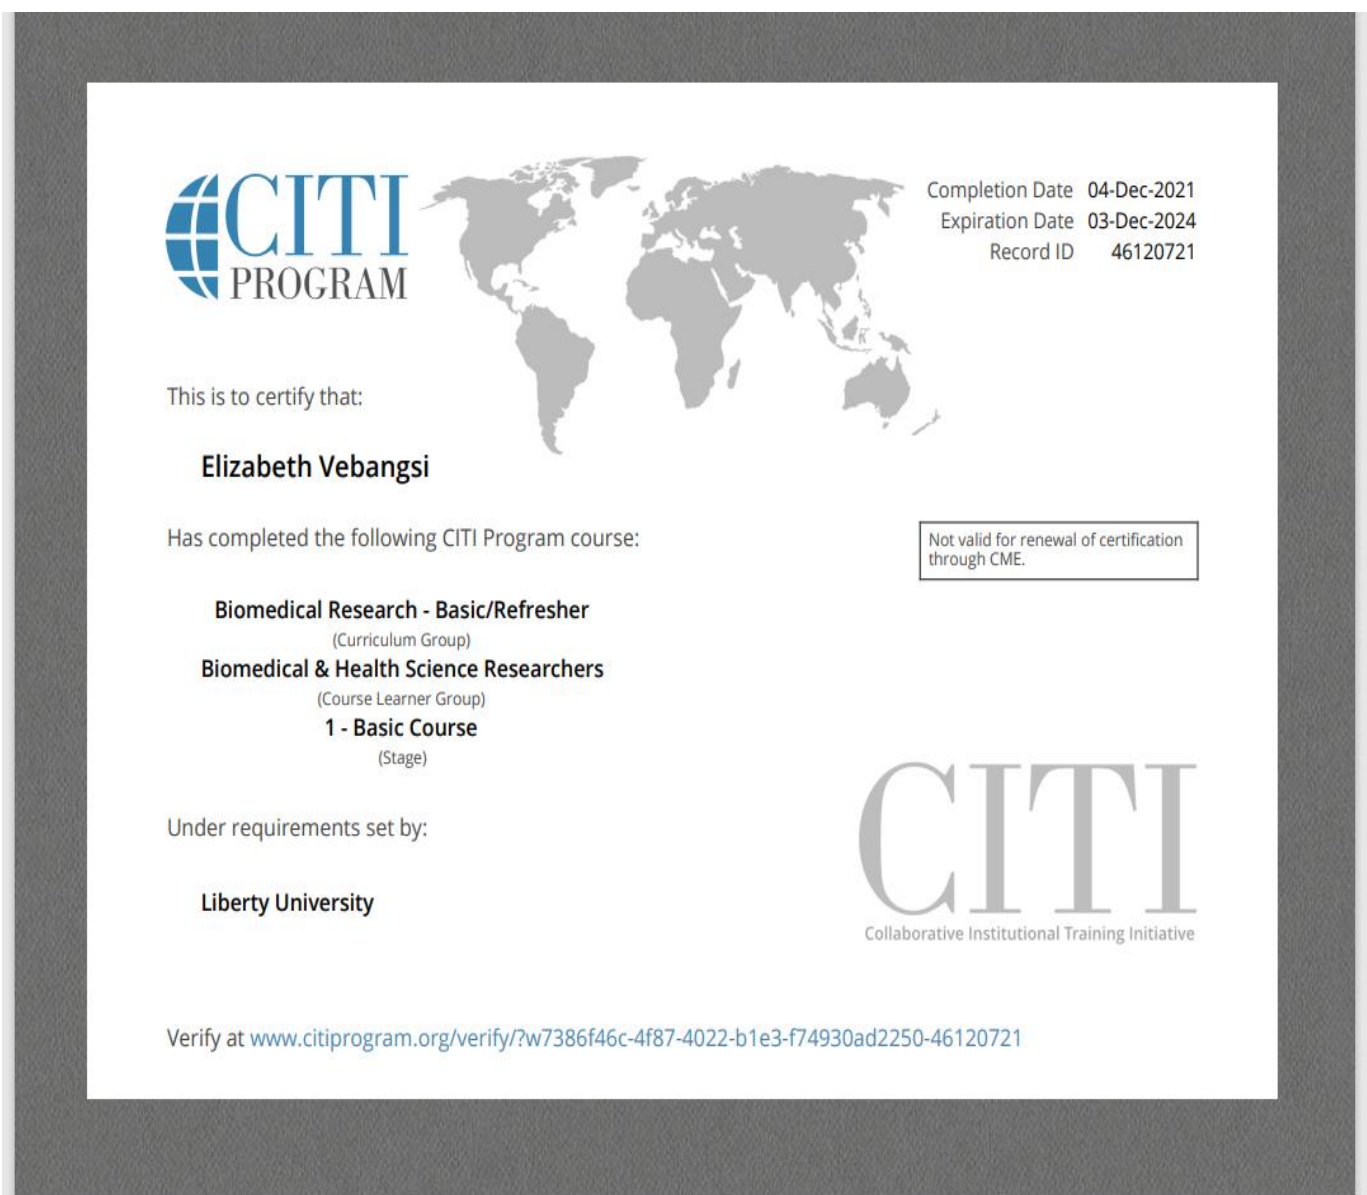 CITI
PROGRAM
Completion Date 04-Dec-2021
Expiration Date 03-Dec-2024
Record ID 46120721
This is to certify that:
Elizabeth Vebangsi
Has completed the following CITI Program course:
Not valid for renewal of certification
through CME.
Biomedical Research - Basic/Refresher
(Curriculum Group)
Biomedical & Health Science Researchers
(Course Learner Group)
1 - Basic Course
(Stage)
Under requirements set by:
Liberty University
CITI
Collaborative Institutional Training Initiative
Verify at www.citiprogram.org/verify/?w7386f46c-4f87-4022-b1e3-f74930ad2250-46120721